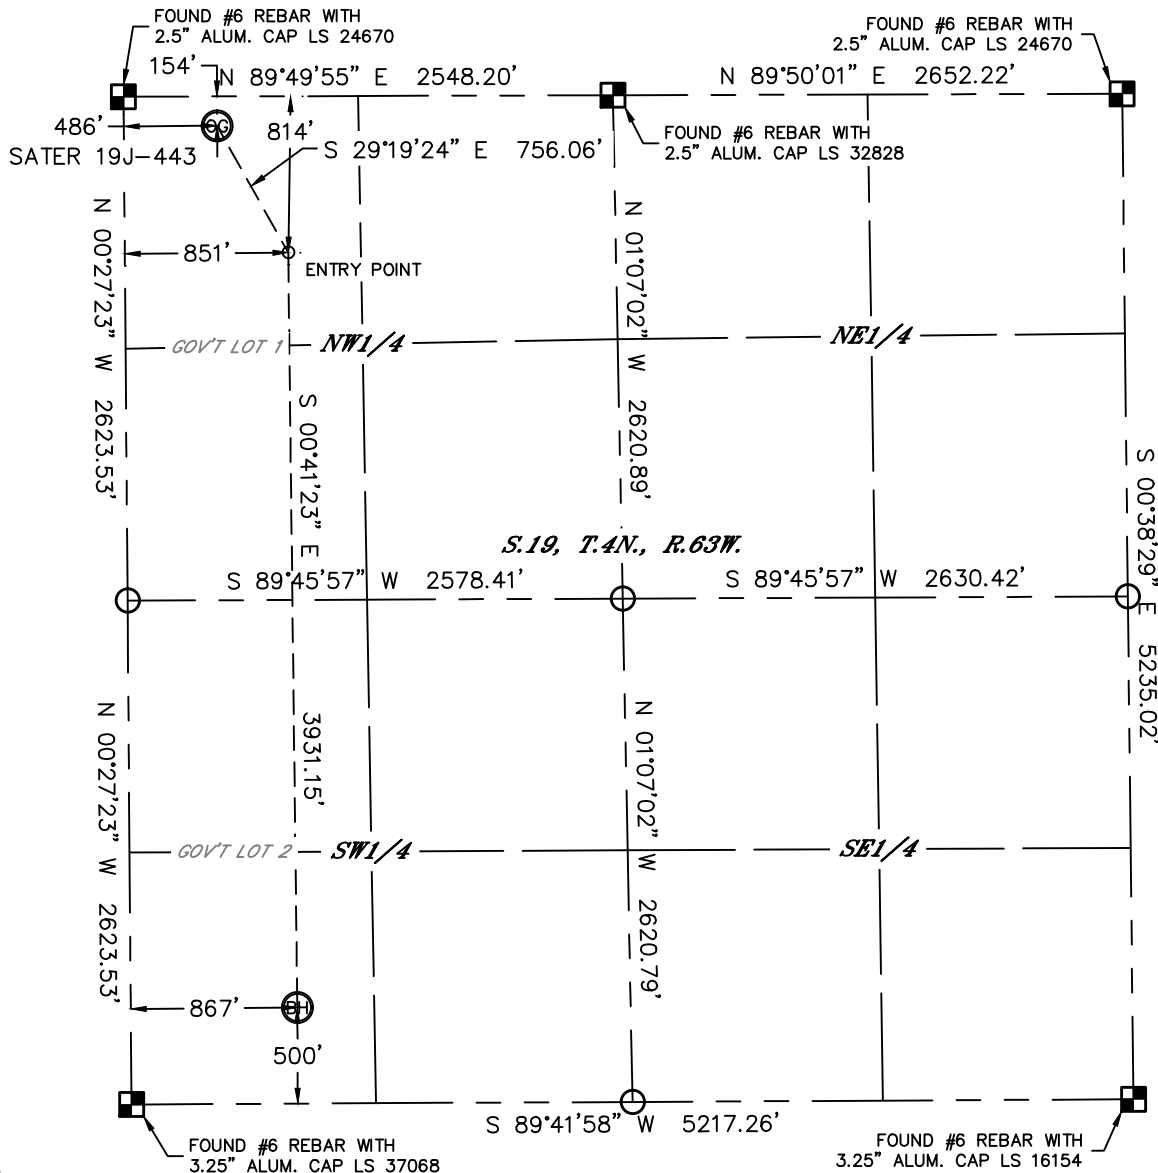 FOUND #6 REBAR WITH
2.5" ALUM. CAP LS 24670
FOUND #6 REBAR WITH
2.5" ALUM. CAP LS 24670
154'
N 89°49'55" E 2548.20'
N 89°50'01" E 2652.22'
486'
OG
814'
SATER 19J-443
S 29°19'24" E 756.06'
FOUND #6 REBAR WITH
2.5" ALUM. CAP LS 32828
N 00°27'23" W 2623.53'
N 01°07'02" W 2620.89'
851'
ENTRY POINT
GOV'T LOT 1
NW1/4
NE1/4
S 00°41'23" E 3931.15'
S 00°38'29" E 5235.02'
S.19, T.4N., R.63W.
S 89°45'57" W 2578.41'
S 89°45'57" W 2630.42'
N 00°27'23" W 2623.53'
N 01°07'02" W 2620.79'
GOV'T LOT 2
SW1/4
SE1/4
867'
BH
500'
S 89°41'58" W 5217.26'
FOUND #6 REBAR WITH
3.25" ALUM. CAP LS 37068
FOUND #6 REBAR WITH
3.25" ALUM. CAP LS 16154